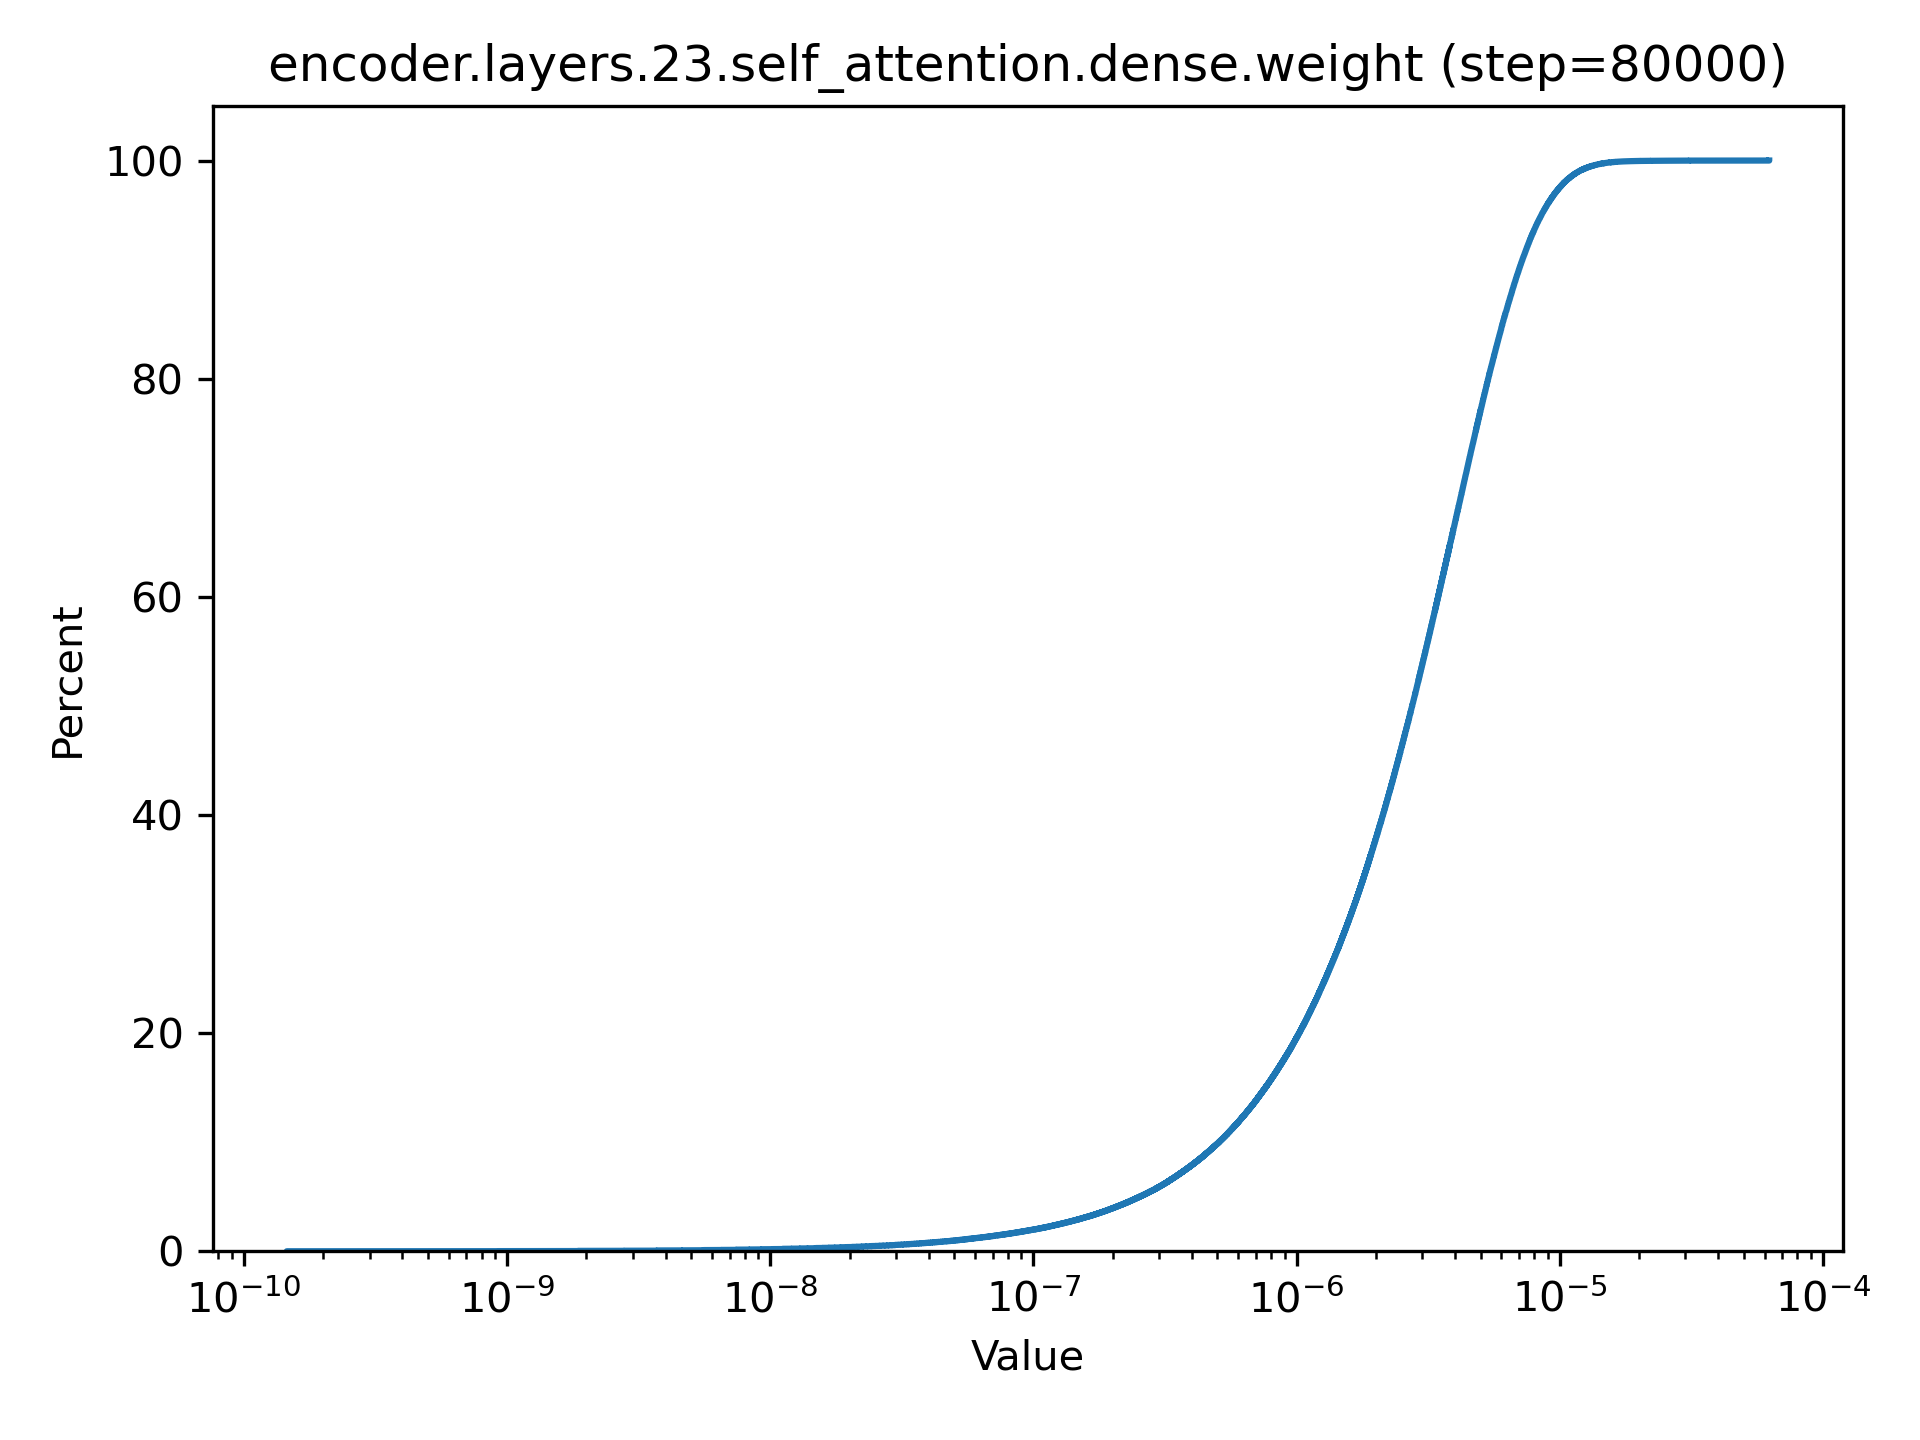 encoder.layers.23.self_attention.dense.weight (step=80000)
100
80
60
40
20
0
Percent
10⁻¹⁰ 10⁻⁹ 10⁻⁸ 10⁻⁷ 10⁻⁶ 10⁻⁵ 10⁻⁴
Value